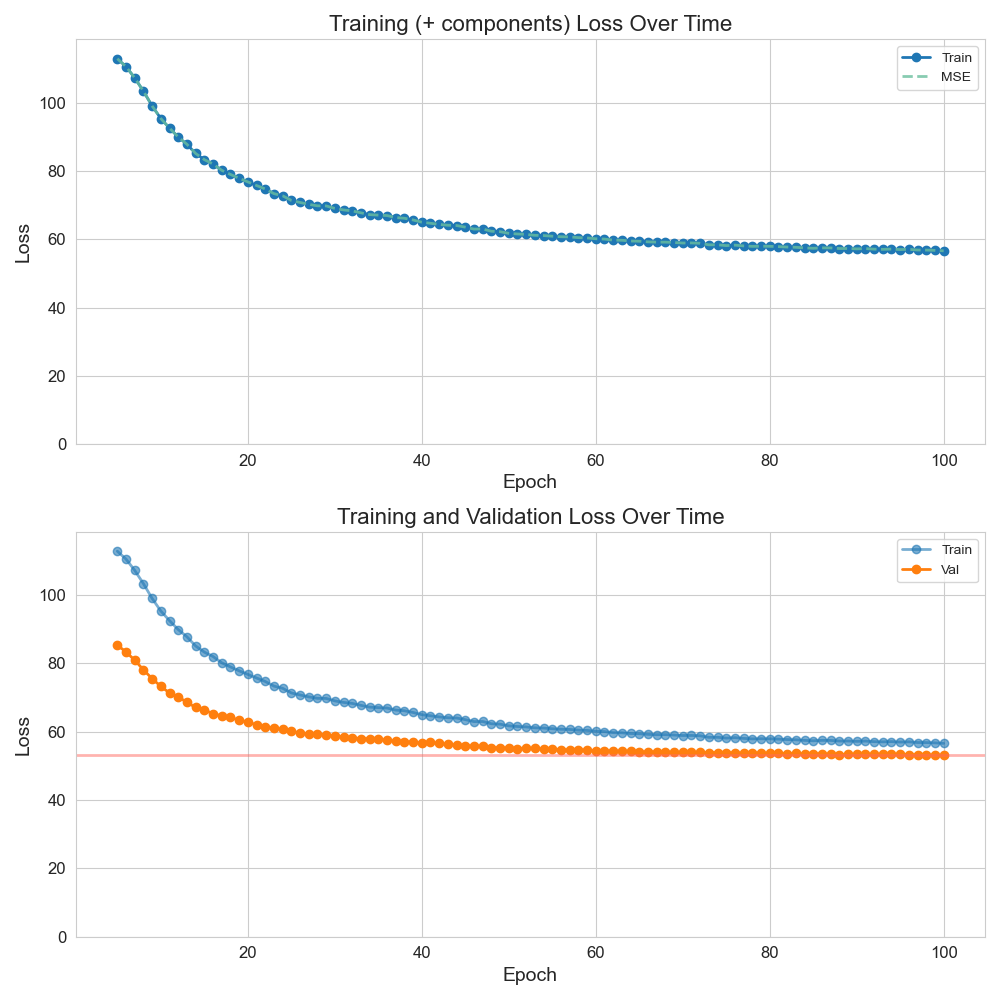 Training (+ components) Loss Over Time
Train
MSE
100
80
60
40
20
0
Loss
20 40 60 80 100
Epoch
Training and Validation Loss Over Time
Train
Val
100
80
60
40
20
0
Loss
20 40 60 80 100
Epoch